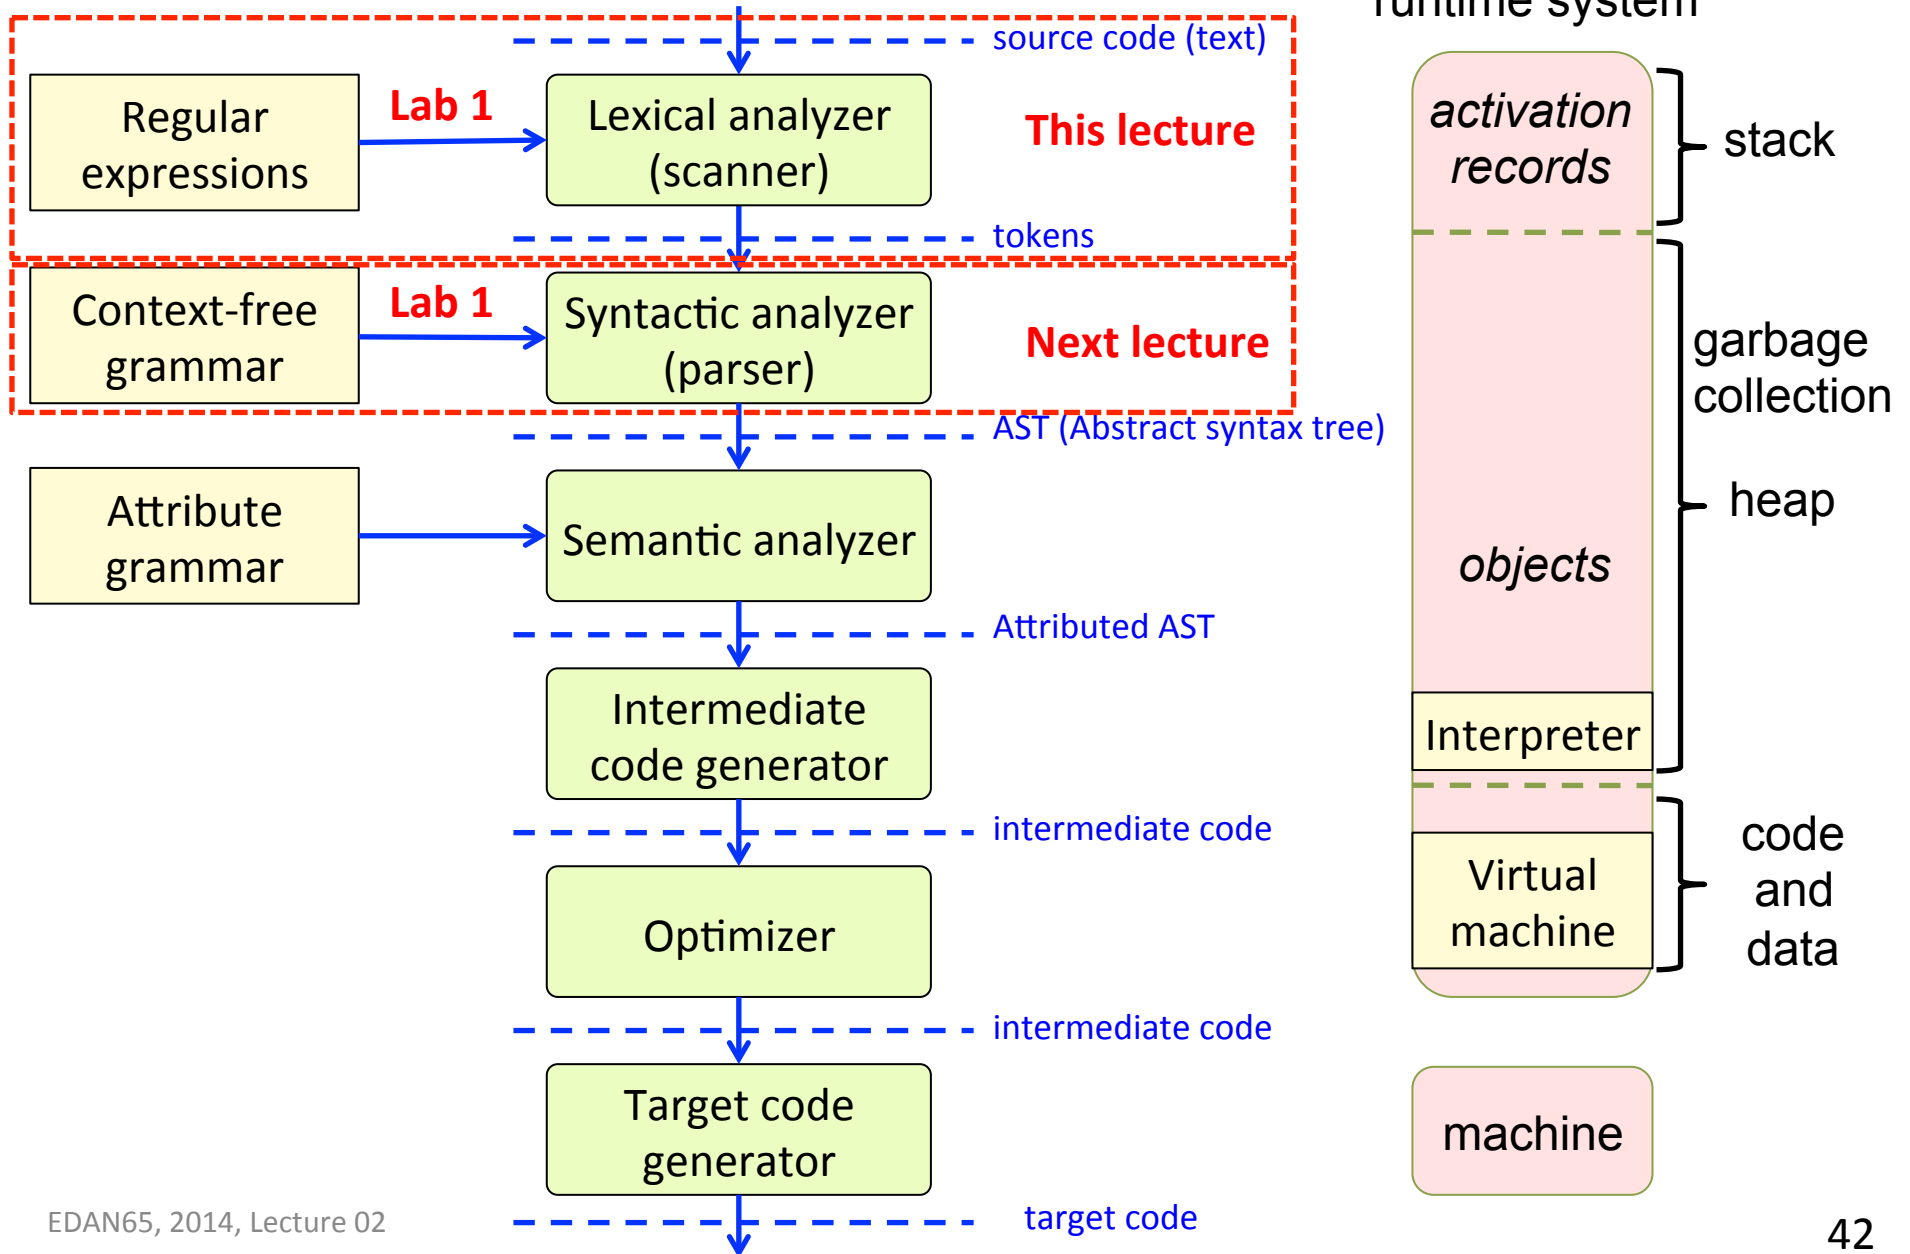 runtime system
source code (text)
Regular
expressions
Lab 1
Lexical analyzer
(scanner)
This lecture
tokens
Context-free
grammar
Lab 1
Syntactic analyzer
(parser)
Next lecture
AST (Abstract syntax tree)
Attribute
grammar
Semantic analyzer
Attributed AST
Intermediate
code generator
intermediate code
Optimizer
intermediate code
Target code
generator
target code
activation
records
stack
garbage
collection
heap
objects
Interpreter
Virtual
machine
code
and
data
machine
EDAN65, 2014, Lecture 02
42